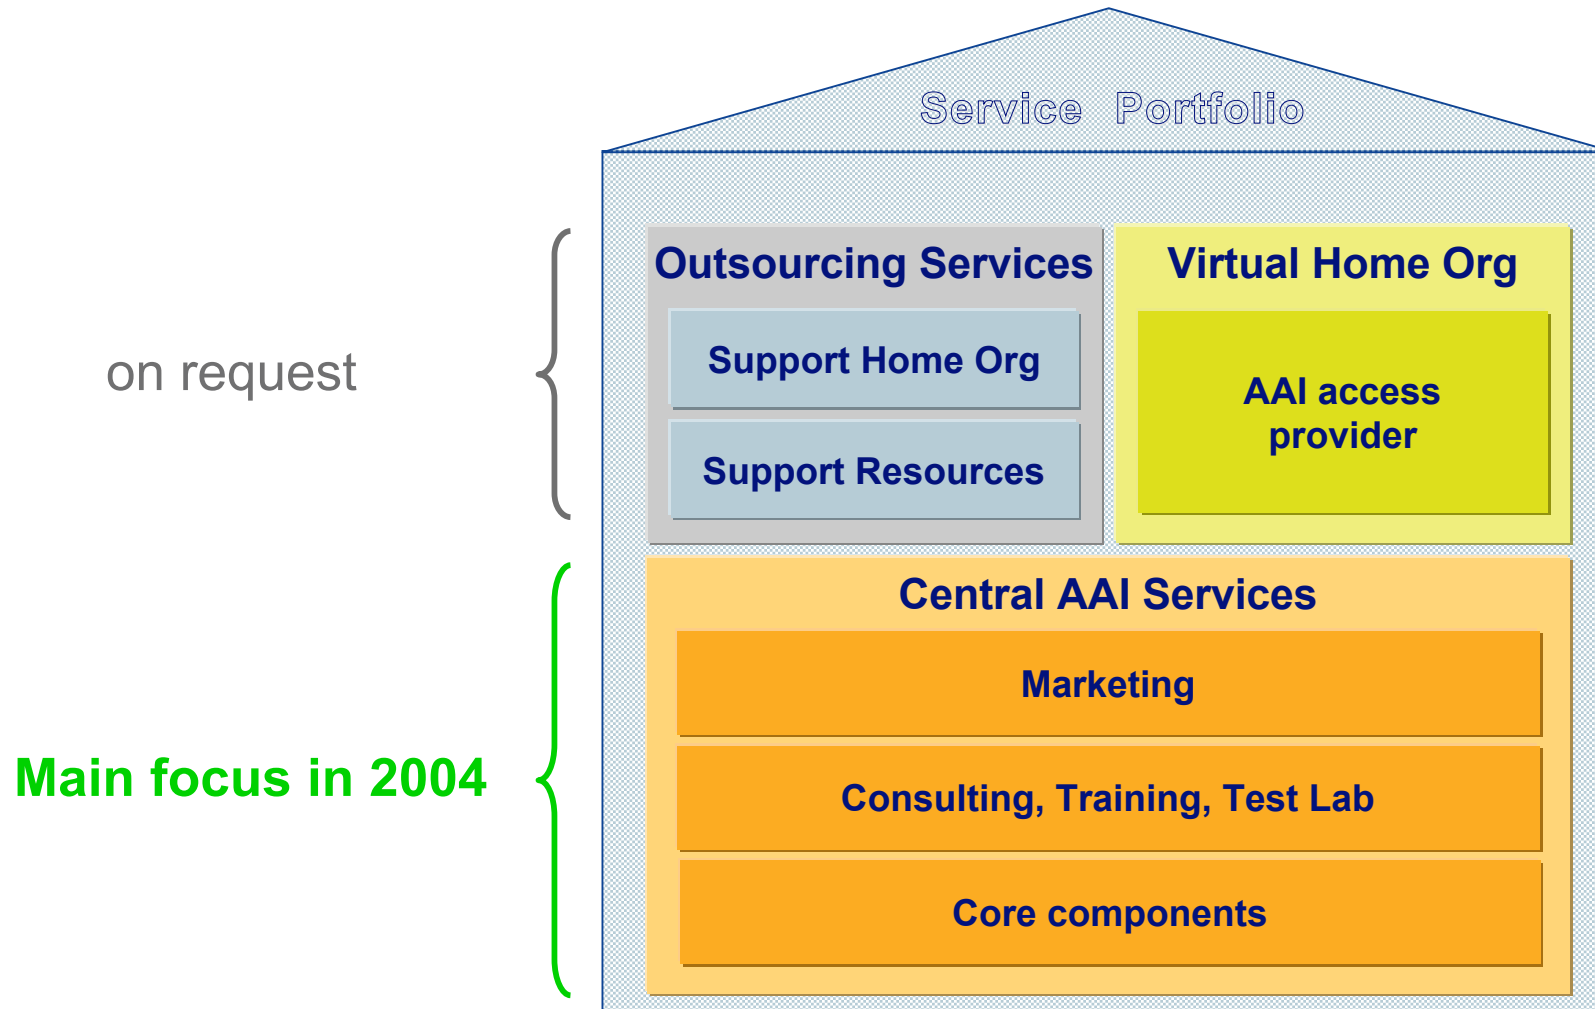 Service Portfolio
on request
Outsourcing Services
Support Home Org
Support Resources
Virtual Home Org
AAI access
provider
Main focus in 2004
Central AAI Services
Marketing
Consulting, Training, Test Lab
Core components